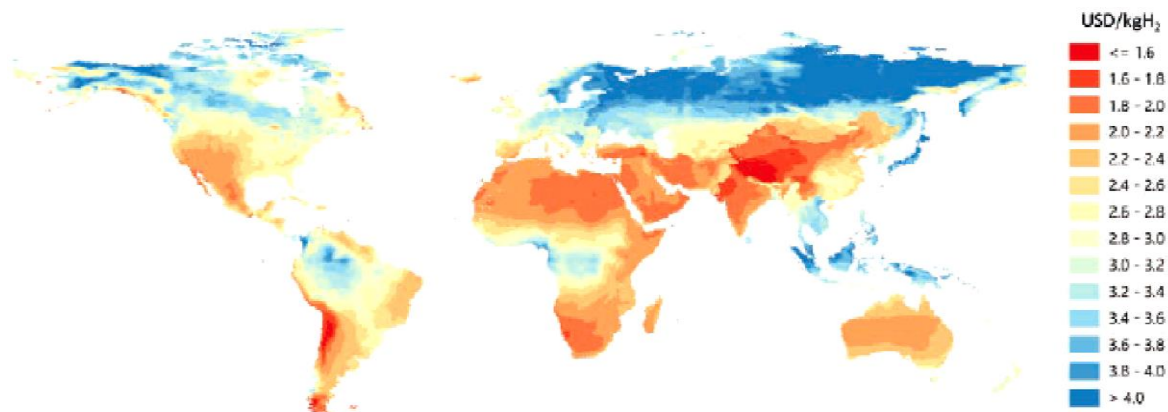 USD/kgH₂
<= 1.6
1.6 - 1.8
1.8 - 2.0
2.0 - 2.2
2.2 - 2.4
2.4 - 2.6
2.6 - 2.8
2.8 - 3.0
3.0 - 3.2
3.2 - 3.4
3.4 - 3.6
3.6 - 3.8
3.8 - 4.0
> 4.0